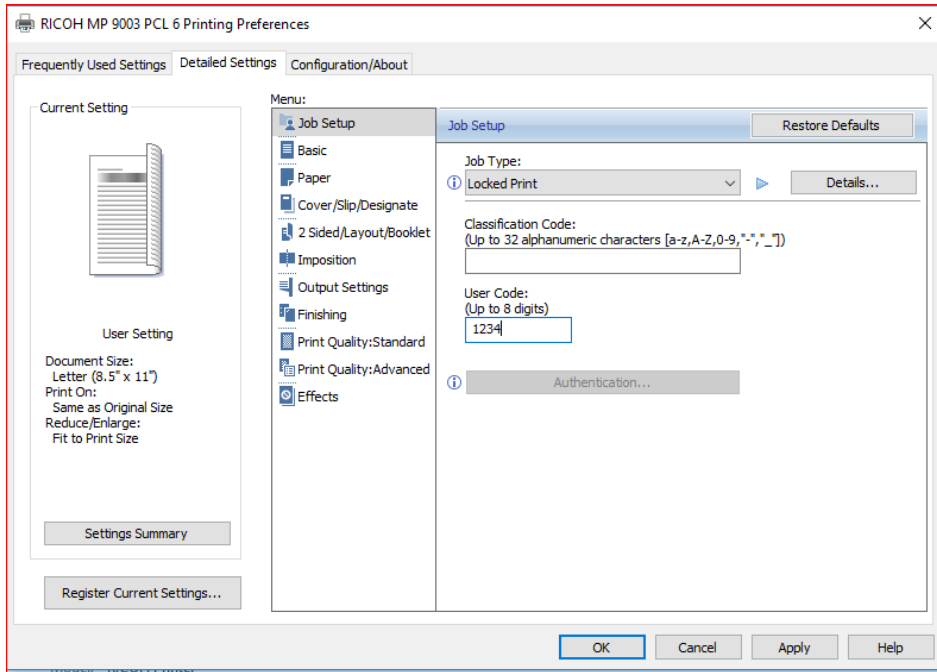 RICOH MP 9003 PCL 6 Printing Preferences
Frequently Used Settings
Detailed Settings
Configuration/About
Current Setting
User Setting
Document Size:
Letter (8.5" x 11")
Print On:
Same as Original Size
Reduce/Enlarge:
Fit to Print Size
Settings Summary
Register Current Settings...
Menu:
Job Setup
Basic
Paper
Cover/Slip/Designate
2 Sided/Layout/Booklet
Imposition
Output Settings
Finishing
Print Quality:Standard
Print Quality:Advanced
Effects
Job Setup
Restore Defaults
Job Type:
Locked Print
Details...
Classification Code:
(Up to 32 alphanumeric characters [a-z,A-Z,0-9,"-","_"])
User Code:
(Up to 8 digits)
1234
Authentication...
OK
Cancel
Apply
Help